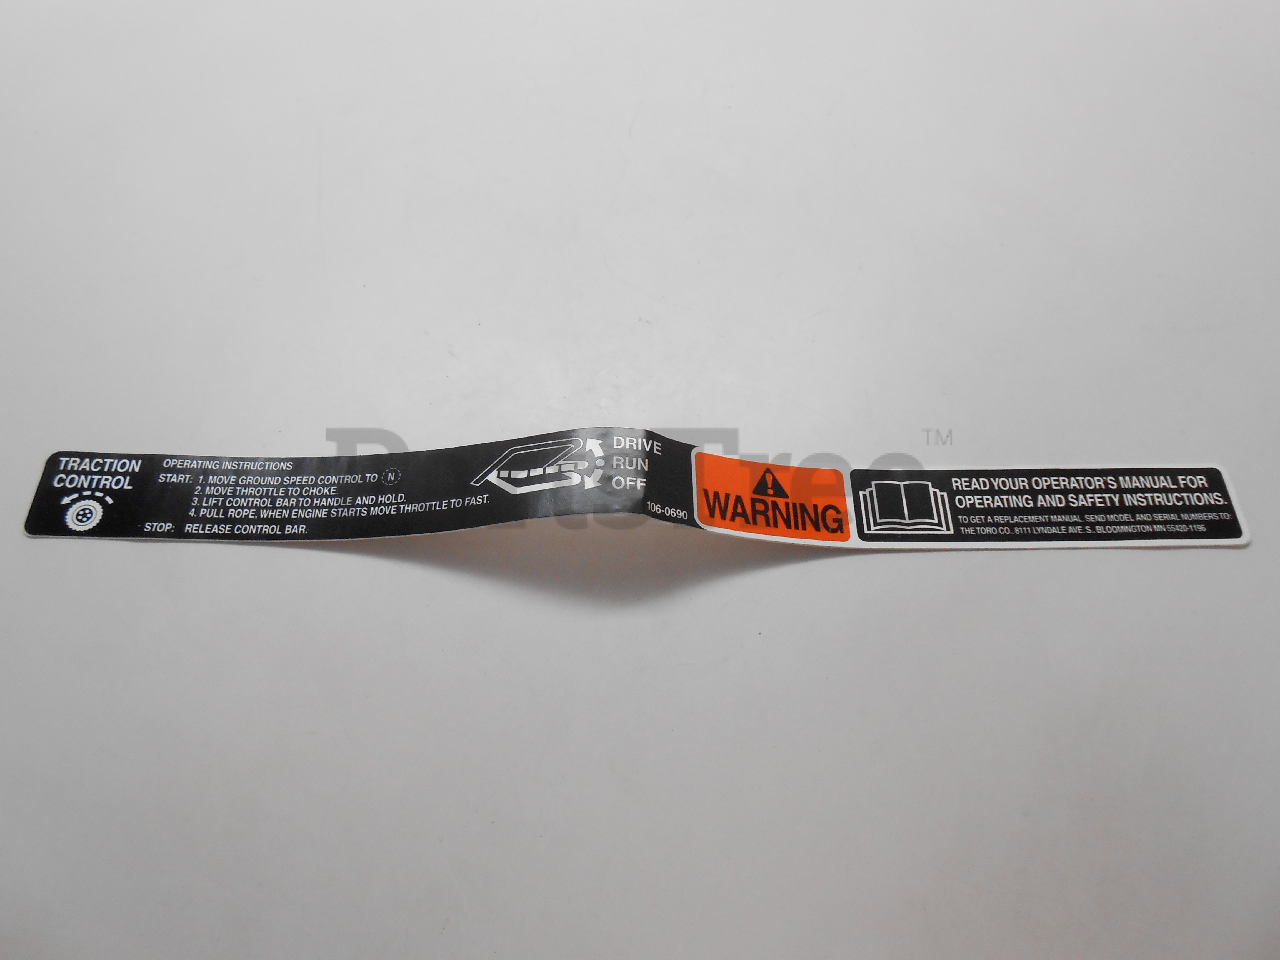 TRACTION
CONTROL
OPERATING INSTRUCTIONS
START: 1. MOVE GROUND SPEED CONTROL TO N
2. MOVE THROTTLE TO CHOKE.
3. LIFT CONTROL BAR TO HANDLE AND HOLD.
4. PULL ROPE, WHEN ENGINE STARTS MOVE THROTTLE TO FAST.
STOP: RELEASE CONTROL BAR.
DRIVE
RUN
OFF
106-0690
WARNING
READ YOUR OPERATOR'S MANUAL FOR
OPERATING AND SAFETY INSTRUCTIONS.
TO GET A REPLACEMENT MANUAL, SEND MODEL AND SERIAL NUMBERS TO:
THE TORO CO., 8111 LYNDALE AVE. S., BLOOMINGTON MN 55420-1196
PartsTree™